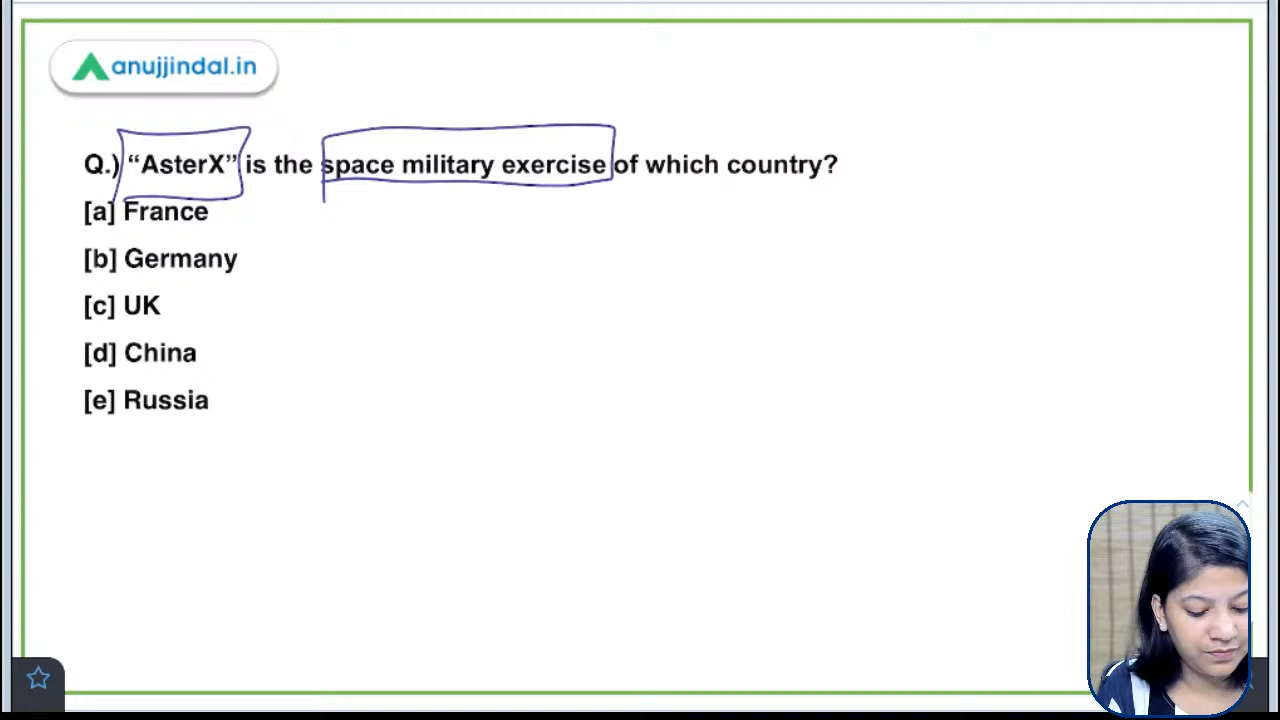 anujjindal.in
Q.) “AsterX” is the space military exercise of which country?
[a] France
[b] Germany
[c] UK
[d] China
[e] Russia